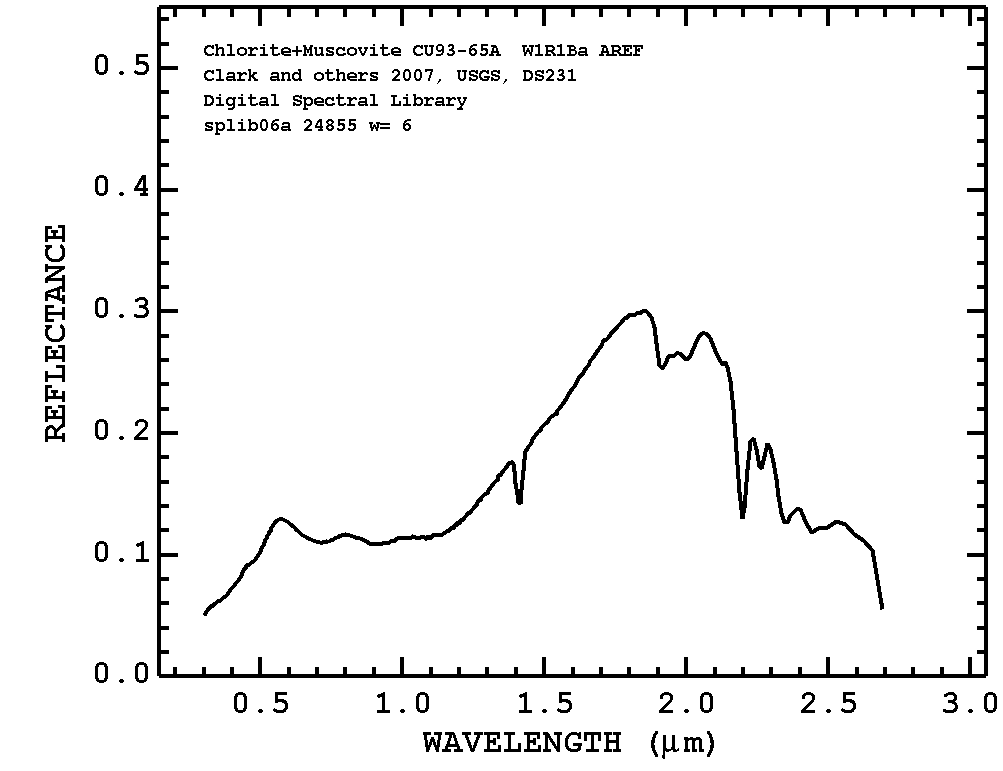 Chlorite+Muscovite CU93-65A W1R1Ba AREF
Clark and others 2007, USGS, DS231
Digital Spectral Library
splib06a 24855 w= 6
REFLECTANCE
0.5
0.4
0.3
0.2
0.1
0.0
0.5 1.0 1.5 2.0 2.5 3.0
WAVELENGTH (μm)